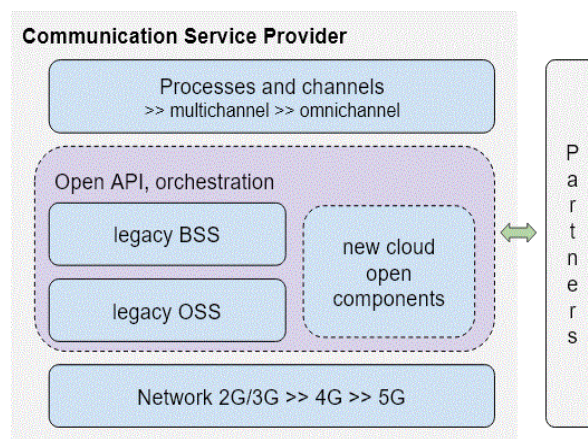 Communication Service Provider
Processes and channels
>> multichannel >> omnichannel
Open API, orchestration
legacy BSS
legacy OSS
new cloud
open
components
Network 2G/3G >> 4G >> 5G
P
a
r
t
n
e
r
s